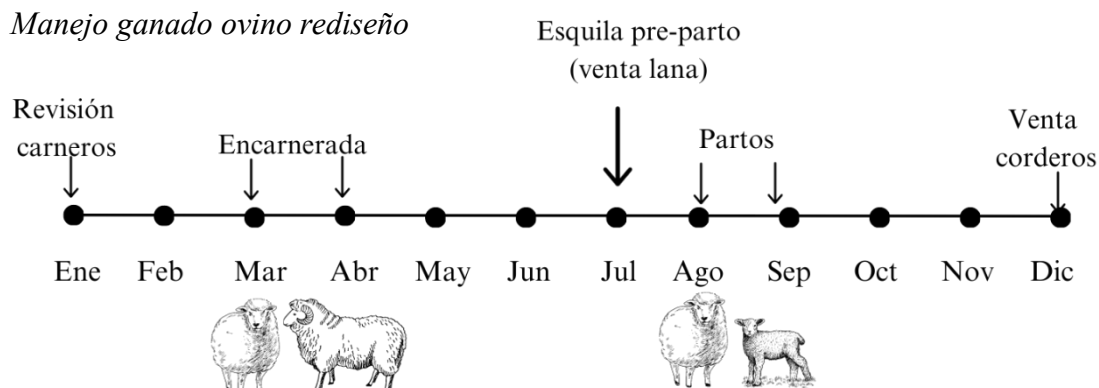 Manejo ganado ovino rediseño
Esquila pre-parto
(venta lana)
Revisión
carneros
Encarnerada
Partos
Venta
corderos
Ene Feb Mar Abr May Jun Jul Ago Sep Oct Nov Dic